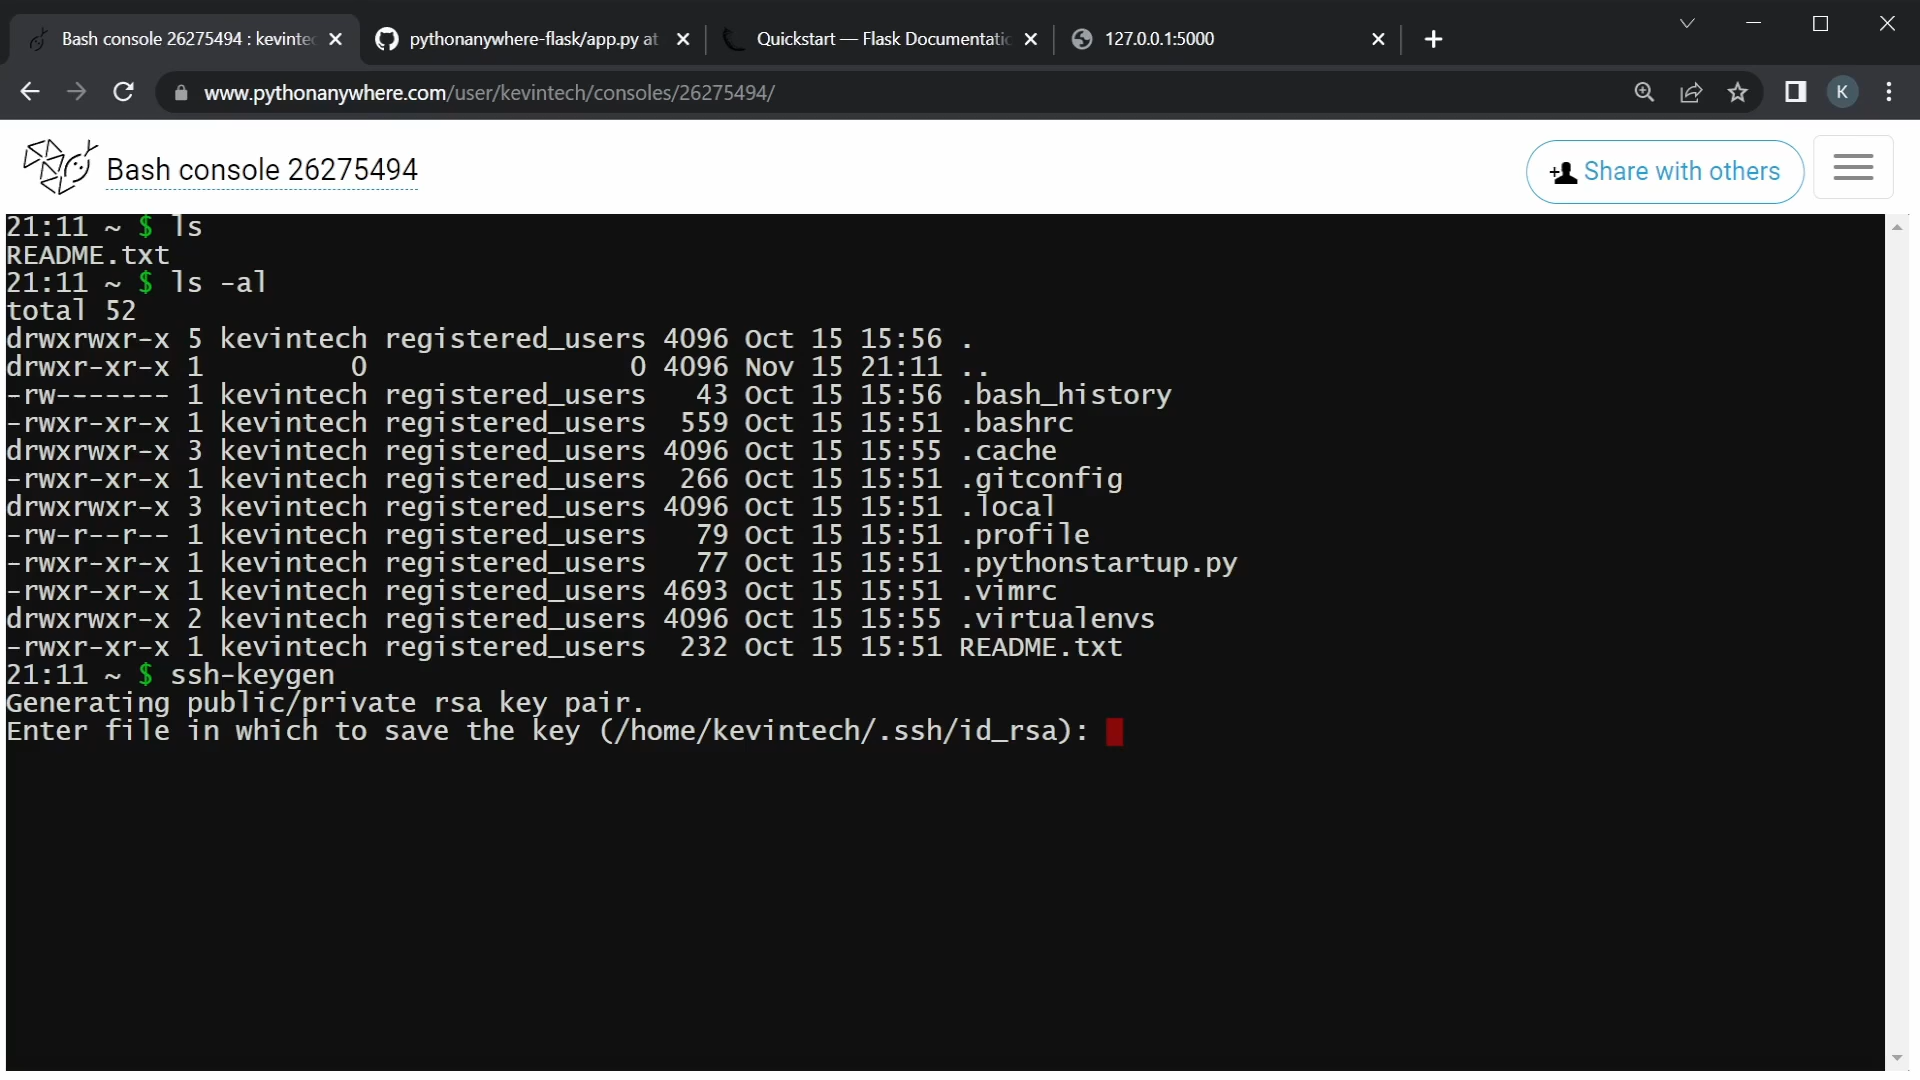 Bash console 26275494 : kevintec
pythonanywhere-flask/app.py at
Quickstart — Flask Documentatic
127.0.0.1:5000
www.pythonanywhere.com/user/kevintech/consoles/26275494/
K
Bash console 26275494
Share with others
21:11 ~ $ ls
README.txt
21:11 ~ $ ls -al
total 52
drwxrwxr-x 5 kevintech registered_users 4096 Oct 15 15:56 .
drwxr-xr-x 1         0                0 4096 Nov 15 21:11 ..
-rw------- 1 kevintech registered_users   43 Oct 15 15:56 .bash_history
-rwxr-xr-x 1 kevintech registered_users  559 Oct 15 15:51 .bashrc
drwxrwxr-x 3 kevintech registered_users 4096 Oct 15 15:55 .cache
-rwxr-xr-x 1 kevintech registered_users  266 Oct 15 15:51 .gitconfig
drwxrwxr-x 3 kevintech registered_users 4096 Oct 15 15:51 .local
-rw-r--r-- 1 kevintech registered_users   79 Oct 15 15:51 .profile
-rwxr-xr-x 1 kevintech registered_users   77 Oct 15 15:51 .pythonstartup.py
-rwxr-xr-x 1 kevintech registered_users 4693 Oct 15 15:51 .vimrc
drwxrwxr-x 2 kevintech registered_users 4096 Oct 15 15:55 .virtualenvs
-rwxr-xr-x 1 kevintech registered_users  232 Oct 15 15:51 README.txt
21:11 ~ $ ssh-keygen
Generating public/private rsa key pair.
Enter file in which to save the key (/home/kevintech/.ssh/id_rsa):